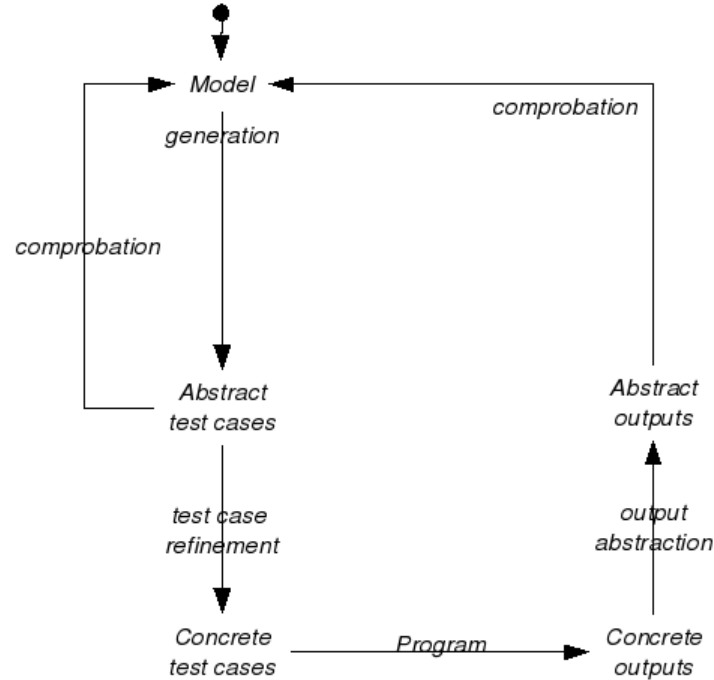 Model
comprobation
generation
comprobation
Abstract
test cases
Abstract
outputs
test case
refinement
output
abstraction
Concrete
test cases
Program
Concrete
outputs